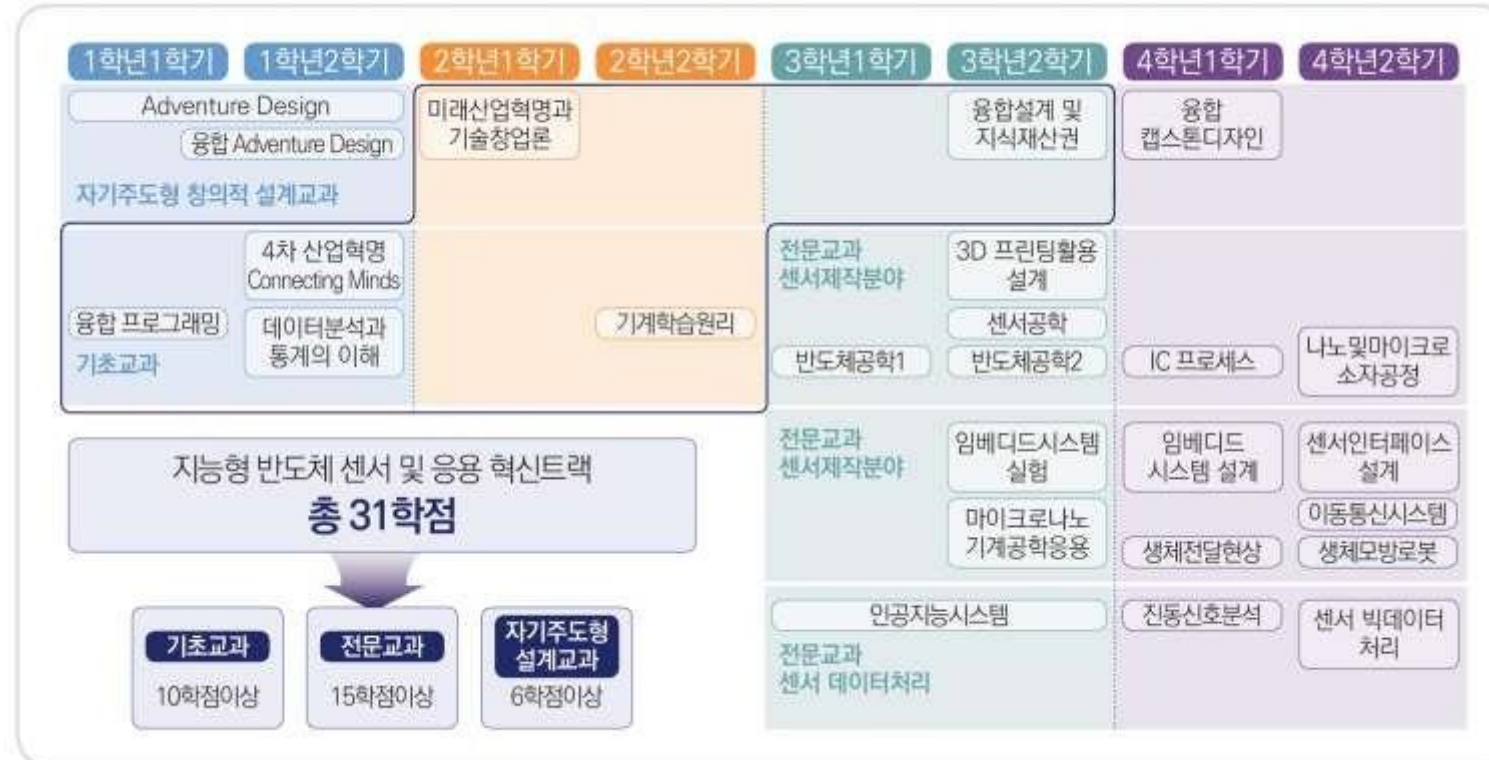 1학년1학기
1학년2학기
2학년1학기
2학년2학기
3학년1학기
3학년2학기
4학년1학기
4학년2학기
Adventure Design
융합 Adventure Design
자기주도형 창의적 설계교과
미래산업혁명과
기술창업론
융합설계 및
지식재산권
융합
캡스톤디자인
4차 산업혁명
Connecting Minds
융합 프로그래밍
데이터분석과
통계의 이해
기초교과
기계학습원리
전문교과
센서제작분야
3D 프린팅활용
설계
센서공학
반도체공학1
반도체공학2
IC 프로세스
나노및마이크로
소자공정
전문교과
센서제작분야
임베디드시스템
실험
임베디드
시스템 설계
센서인터페이스
설계
마이크로나노
기계공학응용
이동통신시스템
생체전달현상
생체모방로봇
인공지능시스템
진동신호분석
센서 빅데이터
처리
전문교과
센서 데이터처리
지능형 반도체 센서 및 응용 혁신트랙
총 31학점
기초교과
10학점이상
전문교과
15학점이상
자기주도형
설계교과
6학점이상